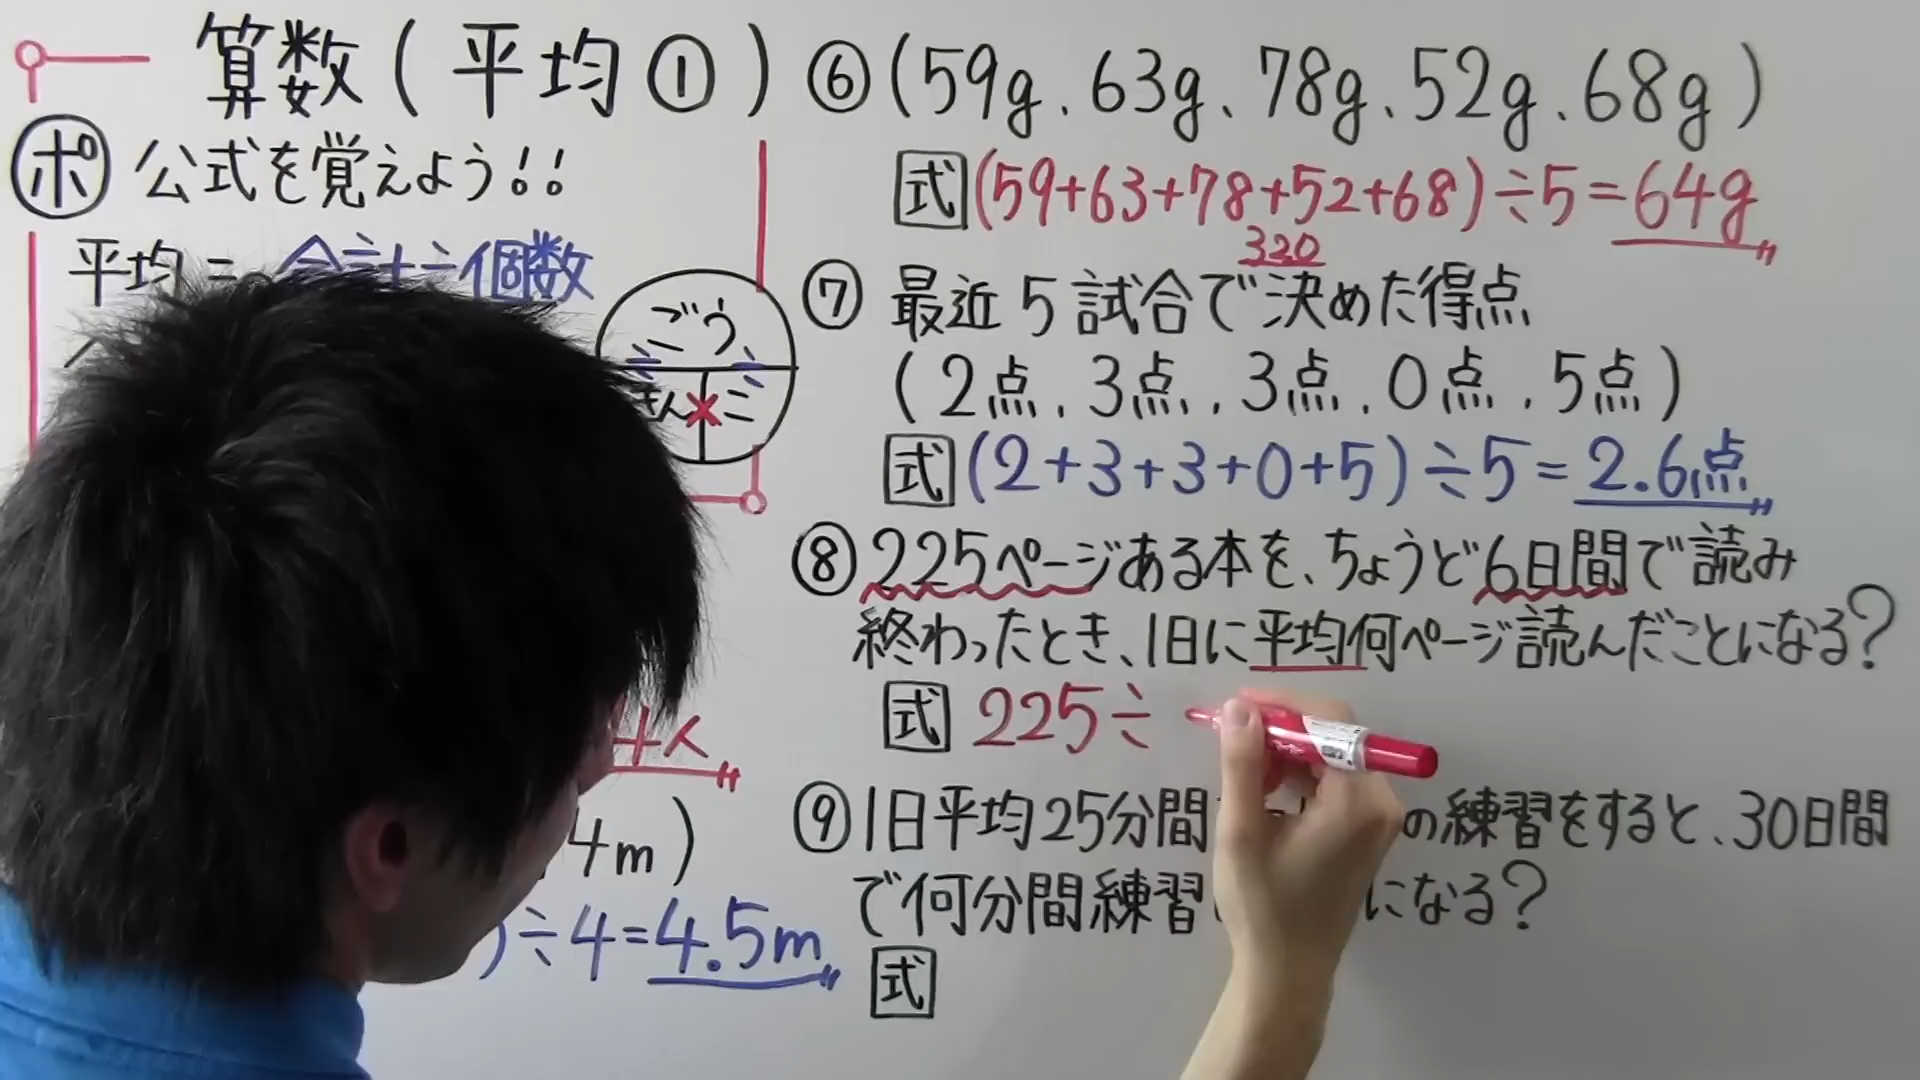 算数(平均①)
ポ 公式を覚えよう!!
平均= 合計÷個数
ごう
× こ
4人
4m)
)÷4=4.5m
⑥(59g、63g、78g、52g、68g)
式(59+63+78+52+68)÷5=64g
320
⑦ 最近5試合で決めた得点
(2点、3点、3点、0点、5点)
式(2+3+3+0+5)÷5=2.6点
⑧225ページある本を、ちょうど6日間で読み
終わったとき、1日に平均何ページ読んだことになる?
式 225÷
⑨1日平均25分間 の練習をすると、30日間
で何分間練習 になる?
式